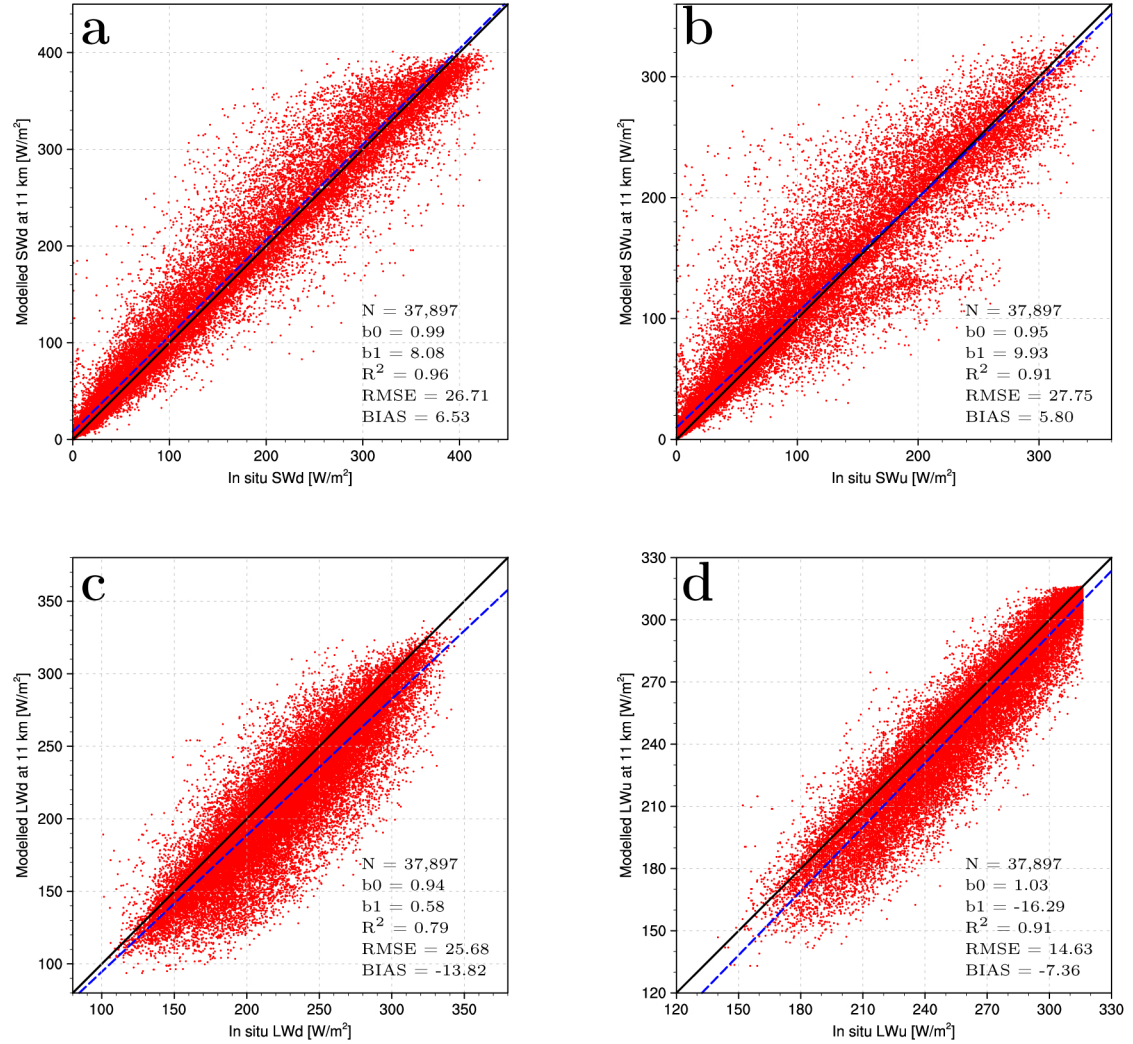 a
400
300
200
100
0
Modelled SWd at 11 km [W/m²]
N = 37,897
b0 = 0.99
b1 = 8.08
R² = 0.96
RMSE = 26.71
BIAS = 6.53
0 100 200 300 400
In situ SWd [W/m²]
b
300
200
100
0
Modelled SWu at 11 km [W/m²]
N = 37,897
b0 = 0.95
b1 = 9.93
R² = 0.91
RMSE = 27.75
BIAS = 5.80
0 100 200 300
In situ SWu [W/m²]
c
350
300
250
200
150
100
Modelled LWd at 11 km [W/m²]
N = 37,897
b0 = 0.94
b1 = 0.58
R² = 0.79
RMSE = 25.68
BIAS = -13.82
100 150 200 250 300 350
In situ LWd [W/m²]
d
330
300
270
240
210
180
150
120
Modelled LWu at 11 km [W/m²]
N = 37,897
b0 = 1.03
b1 = -16.29
R² = 0.91
RMSE = 14.63
BIAS = -7.36
120 150 180 210 240 270 300 330
In situ LWu [W/m²]